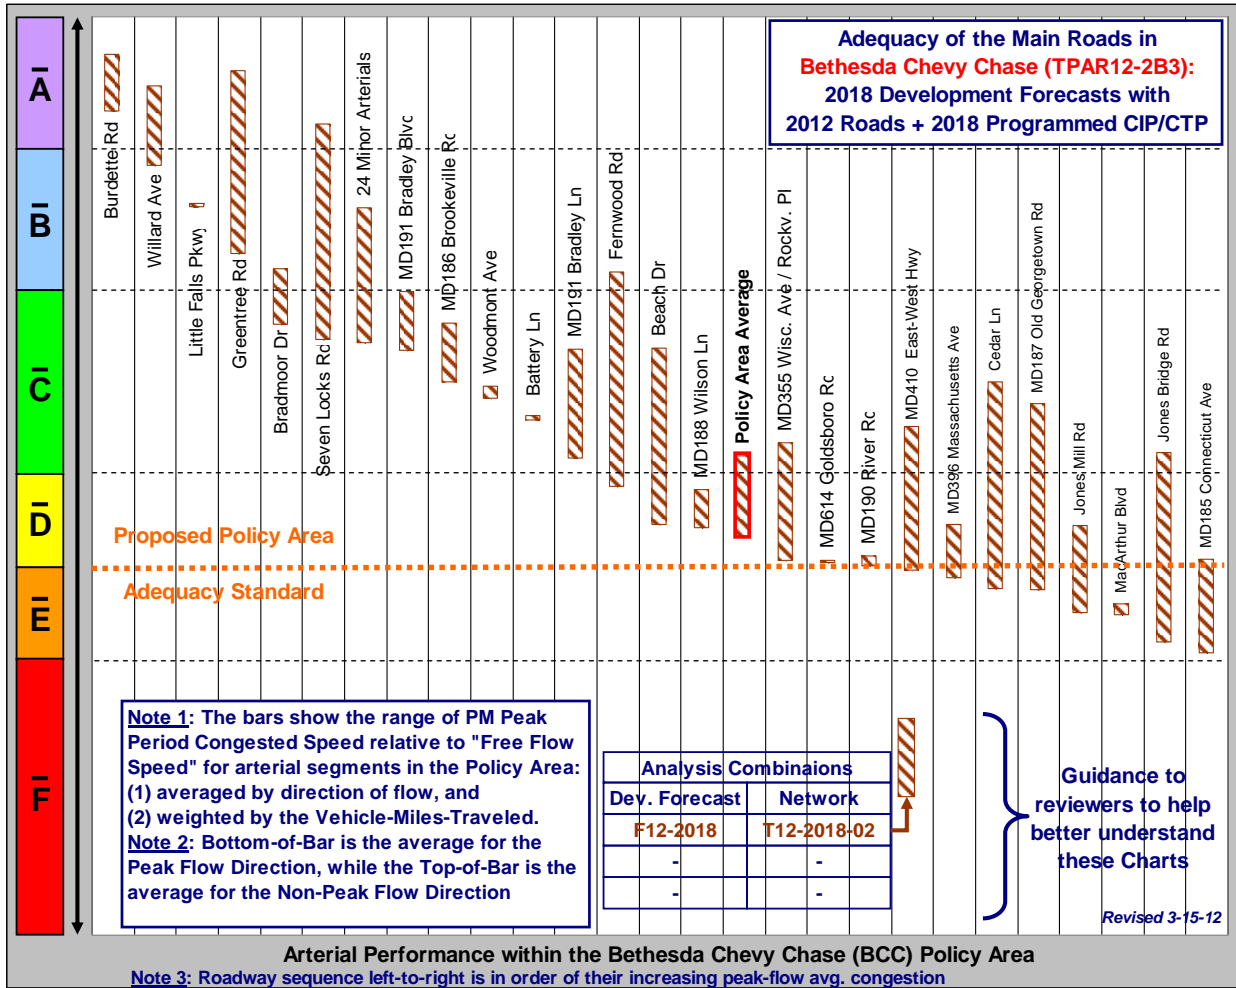 Adequacy of the Main Roads in
Bethesda Chevy Chase (TPAR12-2B3):
2018 Development Forecasts with
2012 Roads + 2018 Programmed CIP/CTP
A
B
C
D
E
F
Burdette Rd
Willard Ave
Little Falls Pkwy
Greentree Rd
Bradmoor Dr
Seven Locks Rd
24 Minor Arterials
MD191 Bradley Blvd
MD186 Brookeville Rd
Woodmont Ave
Battery Ln
MD191 Bradley Ln
Fernwood Rd
Beach Dr
MD188 Wilson Ln
Policy Area Average
MD355 Wisc. Ave / Rockv. Pl
MD614 Goldsboro Rd
MD190 River Rd
MD410 East-West Hwy
MD396 Massachusetts Ave
Cedar Ln
MD187 Old Georgetown Rd
Jones Mill Rd
MacArthur Blvd
Jones Bridge Rd
MD185 Connecticut Ave
Proposed Policy Area
Adequacy Standard
Note 1: The bars show the range of PM Peak
Period Congested Speed relative to "Free Flow
Speed" for arterial segments in the Policy Area:
(1) averaged by direction of flow, and
(2) weighted by the Vehicle-Miles-Traveled.
Note 2: Bottom-of-Bar is the average for the
Peak Flow Direction, while the Top-of-Bar is the
average for the Non-Peak Flow Direction
Analysis Combinaions
Dev. Forecast Network
F12-2018 T12-2018-02
- -
- -
Guidance to
reviewers to help
better understand
these Charts
Revised 3-15-12
Arterial Performance within the Bethesda Chevy Chase (BCC) Policy Area
Note 3: Roadway sequence left-to-right is in order of their increasing peak-flow avg. congestion